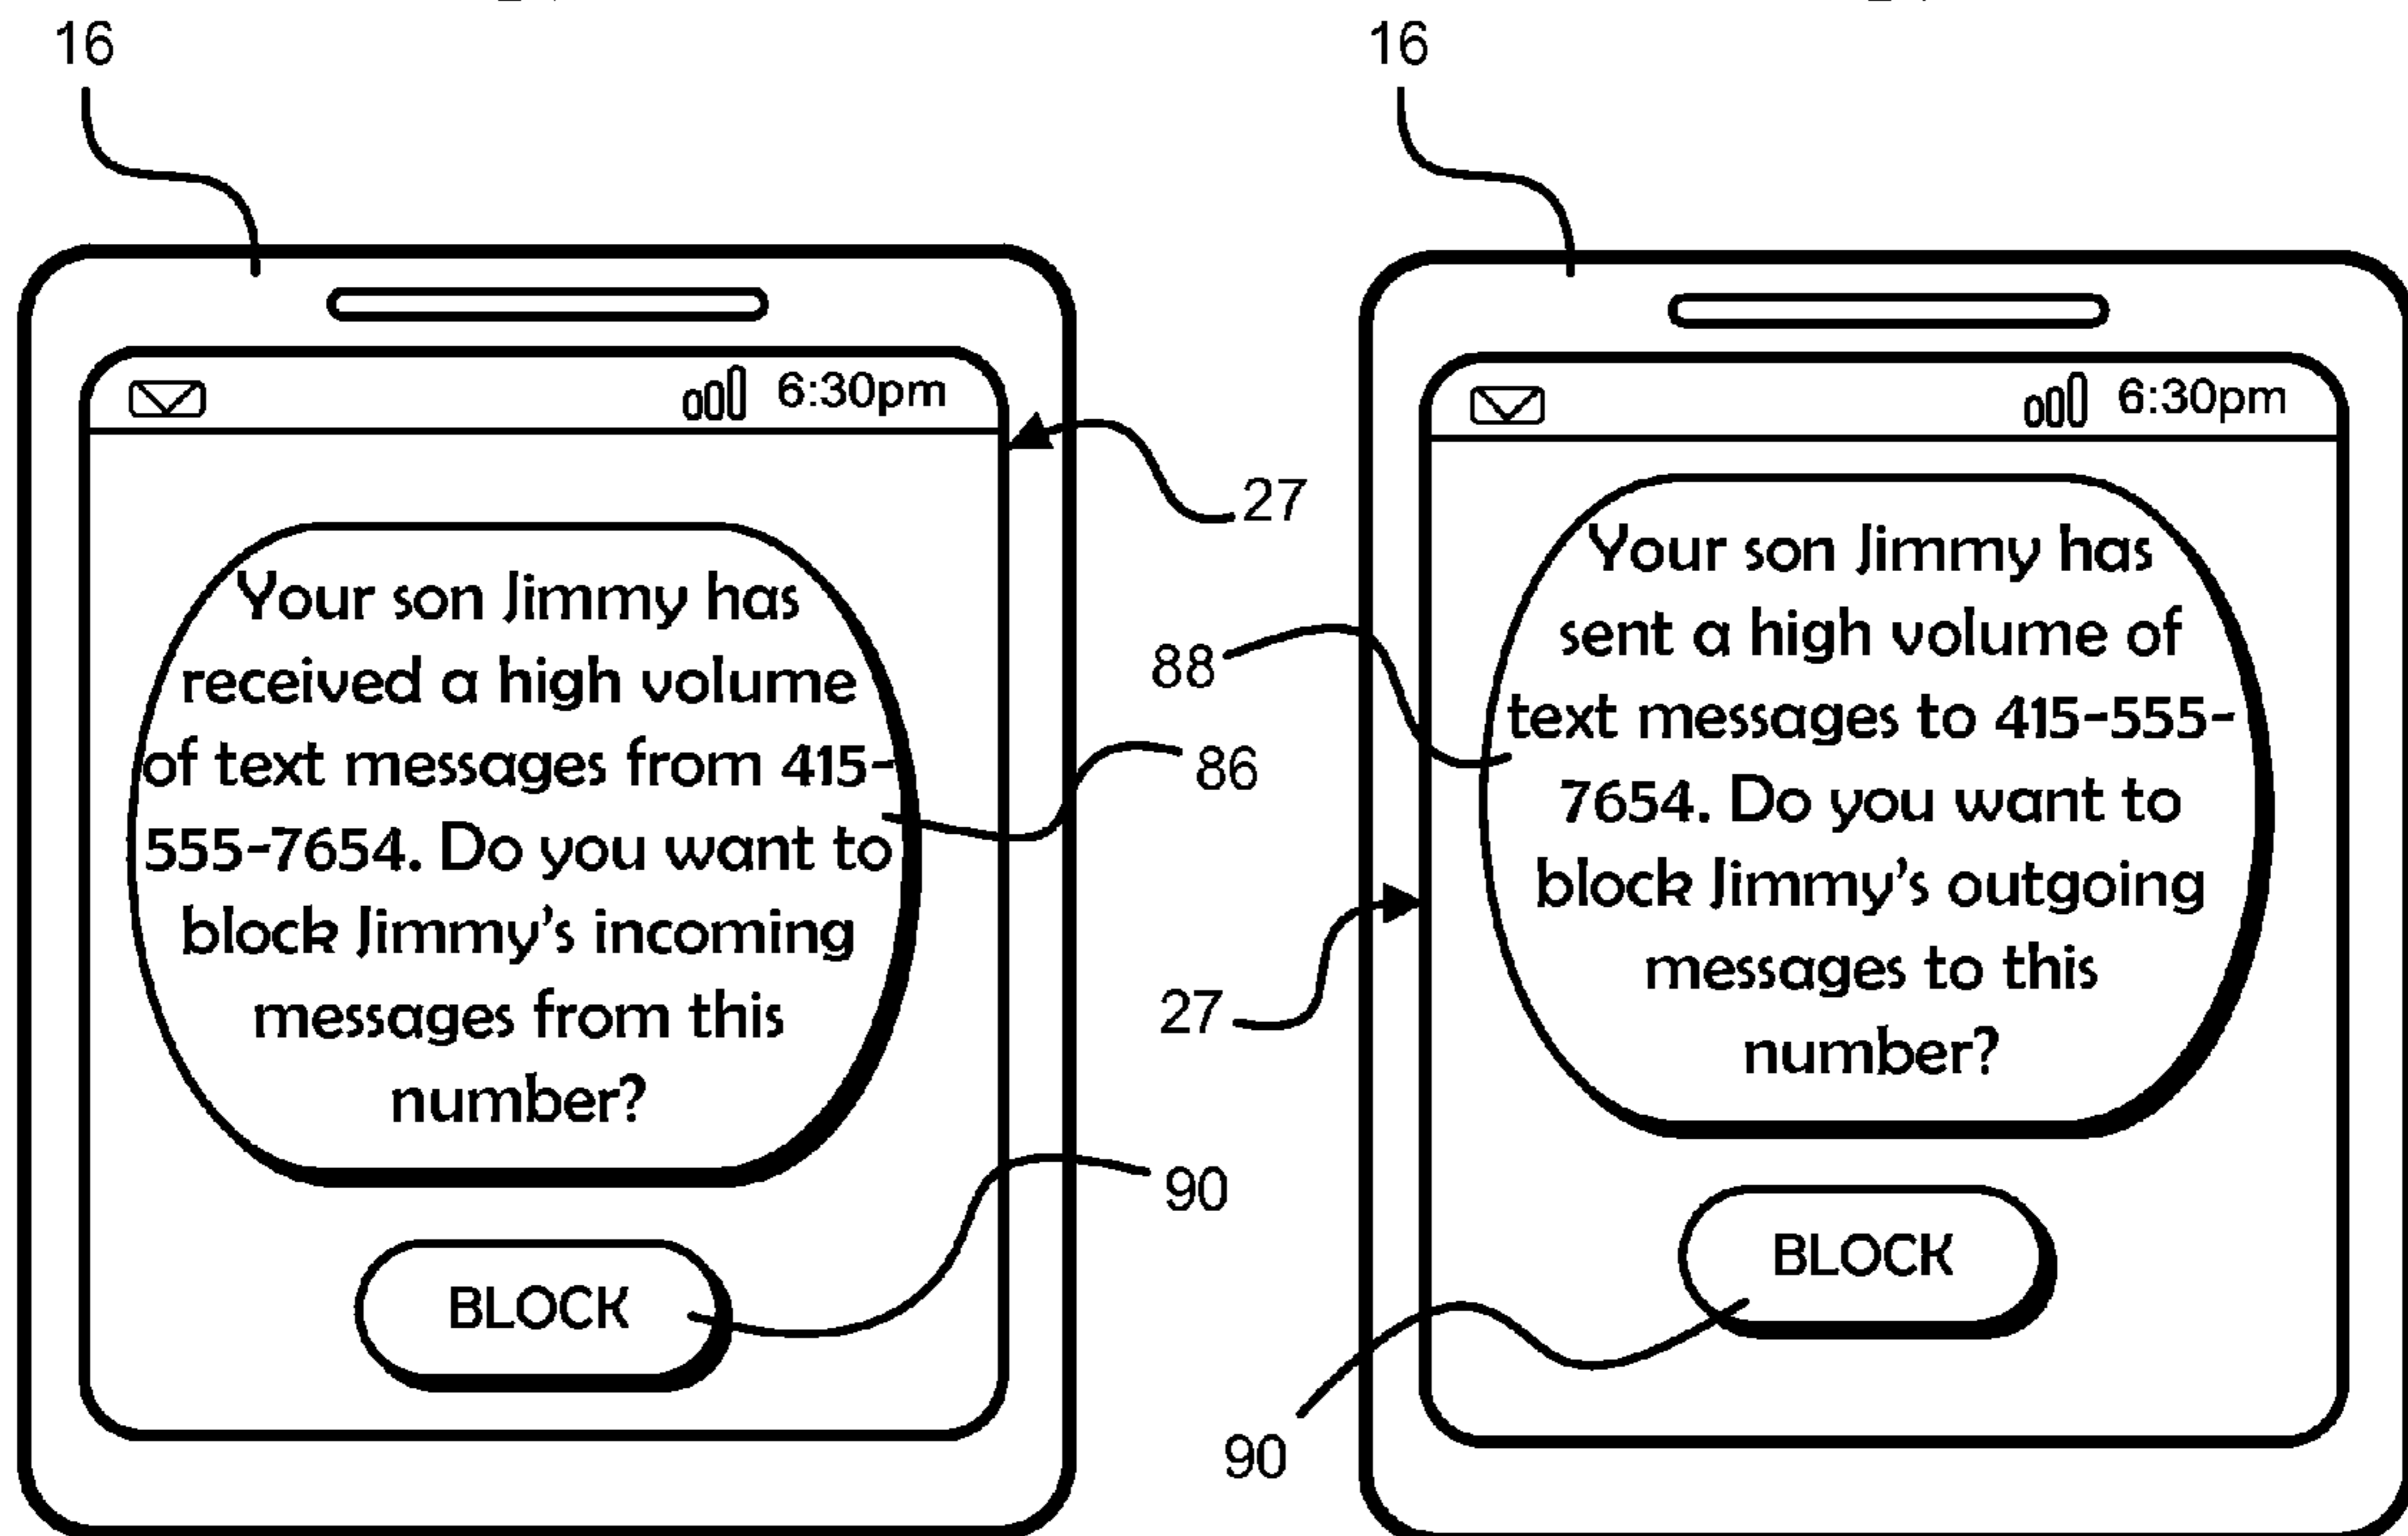 16
6:30pm
27
Your son Jimmy has
received a high volume
of text messages from 415-
555-7654. Do you want to
block Jimmy's incoming
messages from this
number?
86
BLOCK
90
16
6:30pm
Your son Jimmy has
sent a high volume of
text messages to 415-555-
7654. Do you want to
block Jimmy's outgoing
messages to this
number?
88
27
BLOCK
90